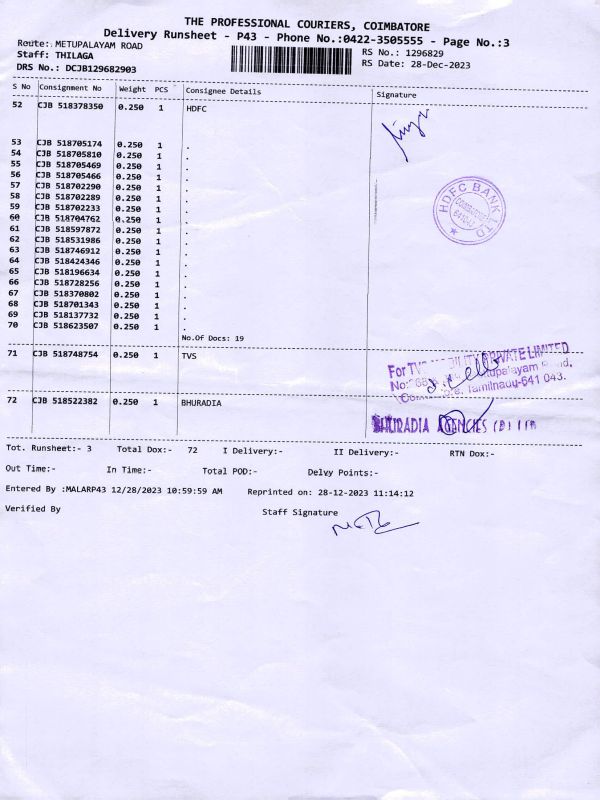 THE PROFESSIONAL COURIERS, COIMBATORE
Delivery Runsheet - P43 - Phone No.:0422-3505555 - Page No.:3
Route: METUPALAYAM ROAD
RS No.: 1296829
Staff: THILAGA
RS Date: 28-Dec-2023
DRS No.: DCJB129682903
S No Consignment No Weight PCS Consignee Details Signature
52 CJB 518378350 0.250 1 HDFC
53 CJB 518705174 0.250 1 .
54 CJB 518705810 0.250 1 .
55 CJB 518705469 0.250 1 .
56 CJB 518705466 0.250 1 .
57 CJB 518702290 0.250 1 .
58 CJB 518702289 0.250 1 .
59 CJB 518702233 0.250 1 .
60 CJB 518704762 0.250 1 .
61 CJB 518597872 0.250 1 .
62 CJB 518531986 0.250 1 .
63 CJB 518746912 0.250 1 .
64 CJB 518424346 0.250 1 .
65 CJB 518196634 0.250 1 .
66 CJB 518728256 0.250 1 .
67 CJB 518370802 0.250 1 .
68 CJB 518701343 0.250 1 .
69 CJB 518137732 0.250 1 .
70 CJB 518623507 0.250 1 .
HDFC BANK LTD
No.Of Docs: 19
71 CJB 518748754 0.250 1 TVS
For TVS PRIVATE LIMITED
Tamilnadu-641 043.
72 CJB 518522382 0.250 1 BHURADIA
BHURADIA AGENCIES (P)
Tot. Runsheet:- 3 Total Dox:- 72 I Delivery:- II Delivery:- RTN Dox:-
Out Time:- In Time:- Total POD:- Delvy Points:-
Entered By :MALARP43 12/28/2023 10:59:59 AM Reprinted on: 28-12-2023 11:14:12
Verified By Staff Signature